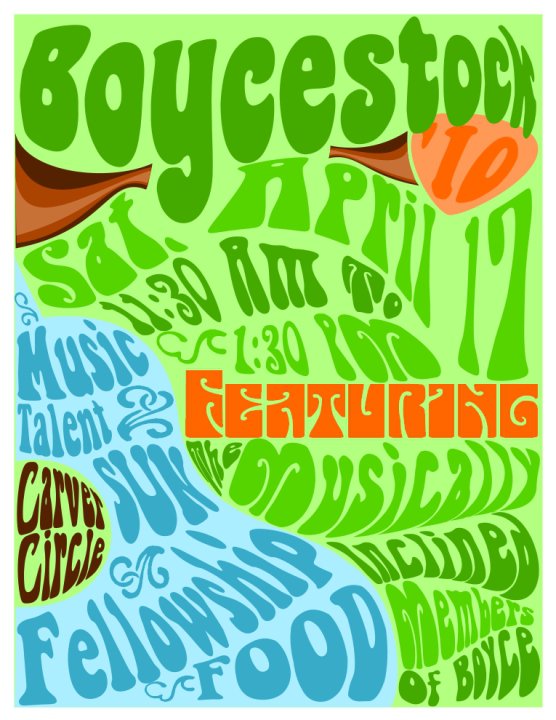 Boycestock
'10
Sat. April 17
11:30 AM To
1:30 PM
Featuring
The Musically
Inclined
Members
of Boyce
Music
Talent &
Sun
Carver
Circle
Fellowship
Food